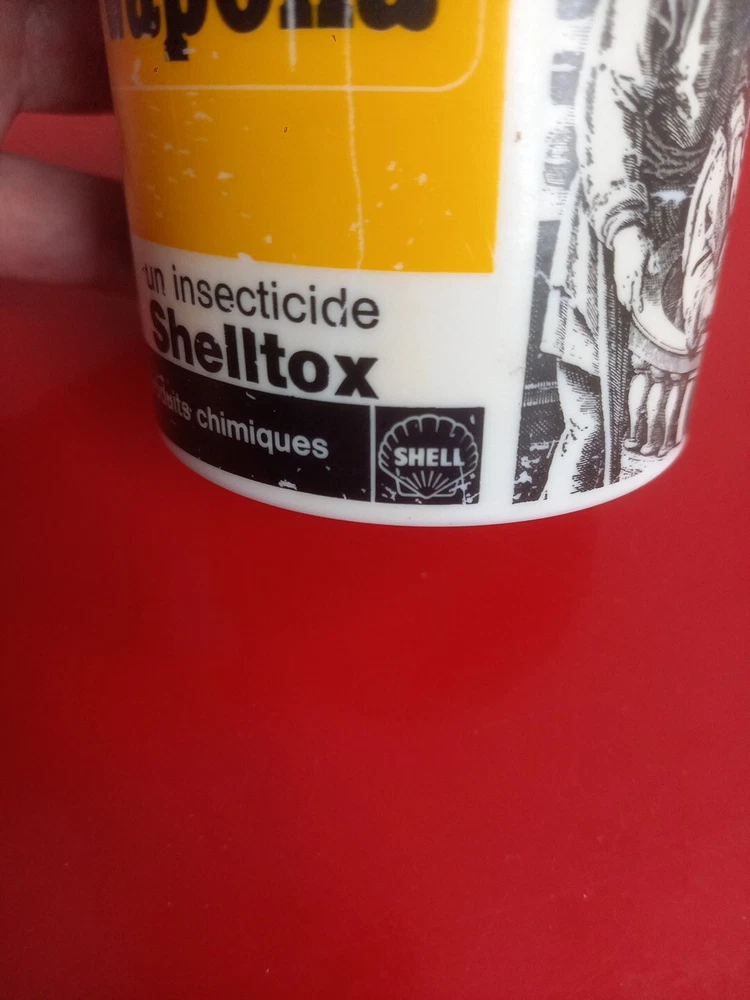 un insecticide
Shelltox
chimiques
SHELL